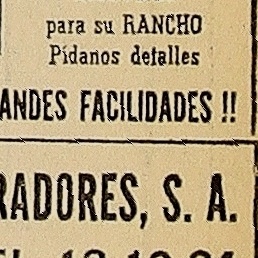 para su RANCHO
Pídanos detalles
ANDES FACILIDADES !!
RADORES, S. A.